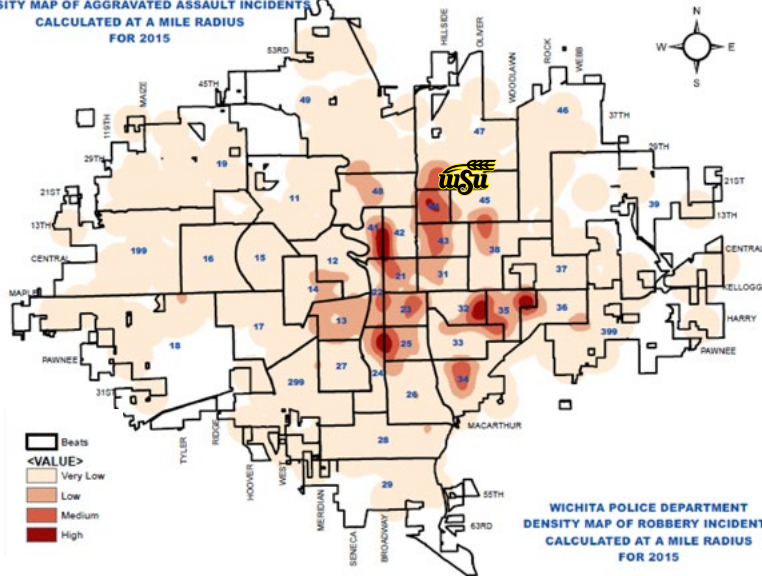 SITY MAP OF AGGRAVATED ASSAULT INCIDENTS
CALCULATED AT A MILE RADIUS
FOR 2015
N
W E
S
53RD
HILLSIDE
OLIVER
WOODLAWN
ROCK
WEBB
45TH
MAIZE
119TH
37TH
29TH
29TH
21ST
21ST
13TH
13TH
CENTRAL
CENTRAL
MAPLE
KELLOGG
HARRY
PAWNEE
PAWNEE
31ST
MACARTHUR
TYLER
RIDGE
HOOVER
WEST
MERIDIAN
SENECA
BROADWAY
55TH
63RD
49
47
46
19
11
48
WSU
45
39
44
41
42
43
38
199
16
15
12
21
31
37
14
22
23
32
35
36
13
17
18
25
33
399
27
24
34
299
26
28
29
Beats
<VALUE>
Very Low
Low
Medium
High
WICHITA POLICE DEPARTMENT
DENSITY MAP OF ROBBERY INCIDENT
CALCULATED AT A MILE RADIUS
FOR 2015